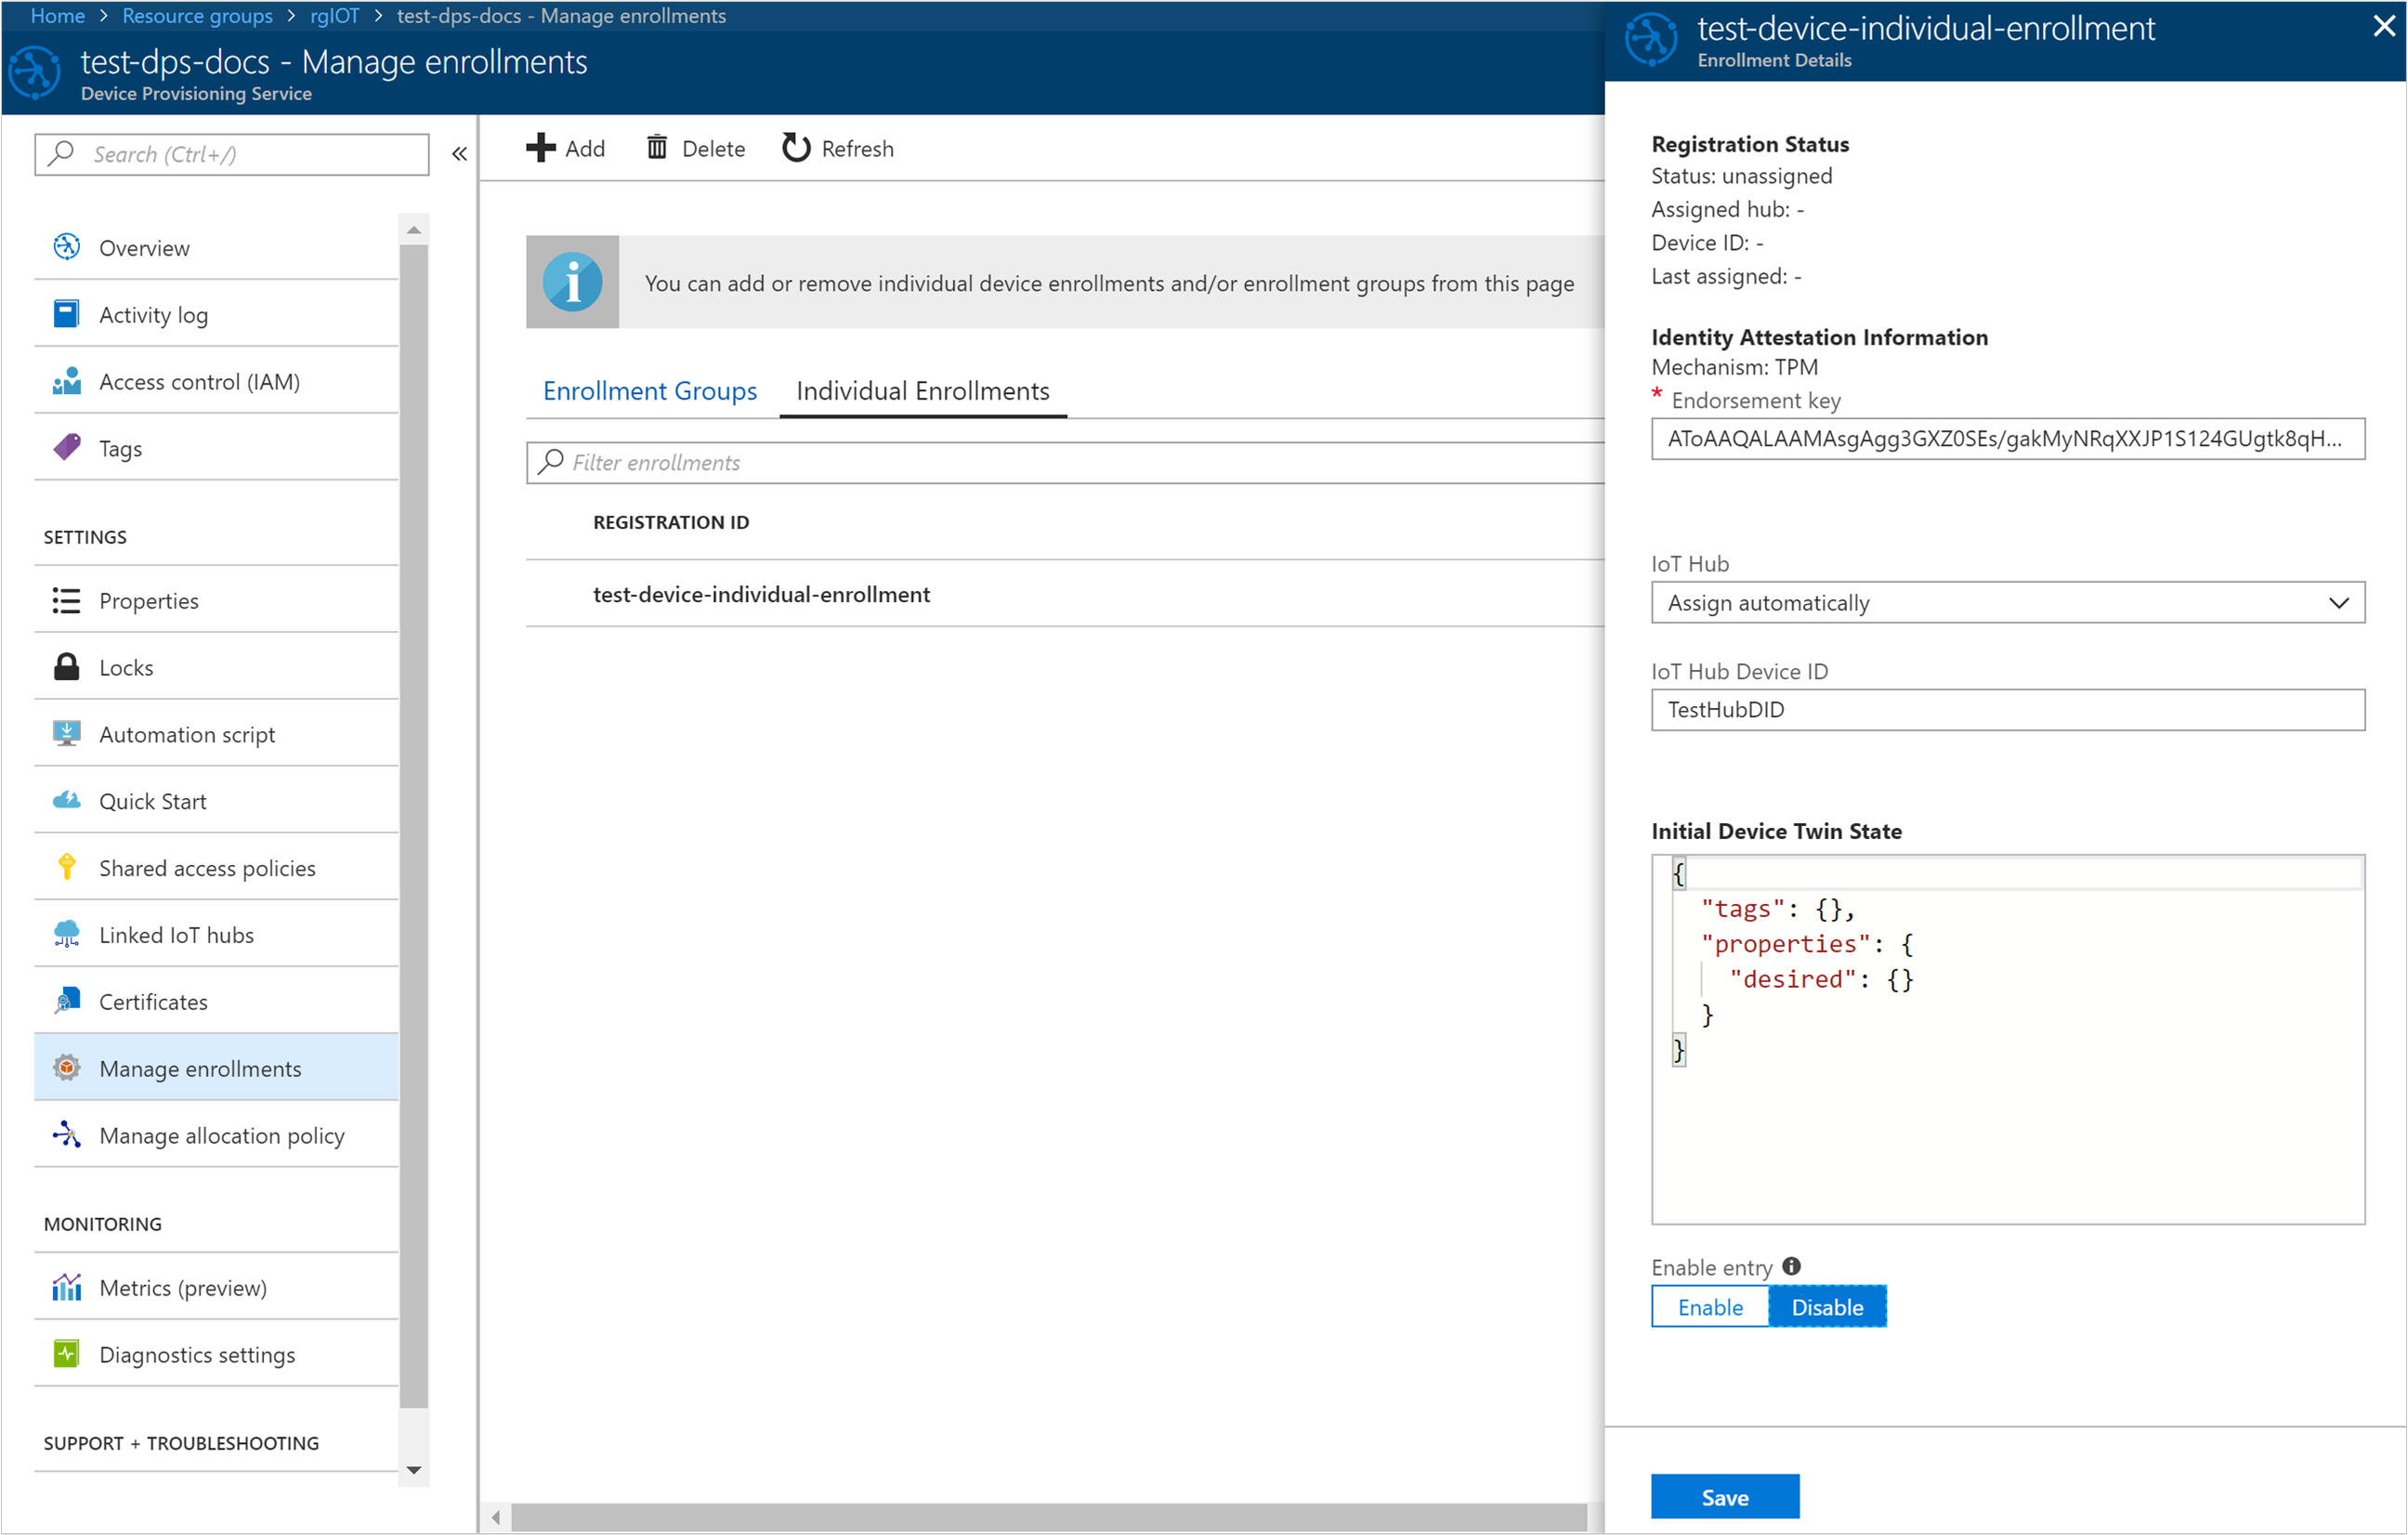 Home > Resource groups > rgIOT > test-dps-docs - Manage enrollments
test-dps-docs - Manage enrollments
Device Provisioning Service
Search (Ctrl+/)
Overview
Activity log
Access control (IAM)
Tags
SETTINGS
Properties
Locks
Automation script
Quick Start
Shared access policies
Linked IoT hubs
Certificates
Manage enrollments
Manage allocation policy
MONITORING
Metrics (preview)
Diagnostics settings
SUPPORT + TROUBLESHOOTING
Add Delete Refresh
You can add or remove individual device enrollments and/or enrollment groups from this page
Enrollment Groups Individual Enrollments
Filter enrollments
REGISTRATION ID
test-device-individual-enrollment
test-device-individual-enrollment
Enrollment Details
Registration Status
Status: unassigned
Assigned hub: -
Device ID: -
Last assigned: -
Identity Attestation Information
Mechanism: TPM
* Endorsement key
AToAAQALAAMAsgAgg3GXZ0SEs/gakMyNRqXXJP1S124GUgtk8qH...
IoT Hub
Assign automatically
IoT Hub Device ID
TestHubDID
Initial Device Twin State
{
"tags": {},
"properties": {
"desired": {}
}
}
Enable entry
Enable Disable
Save